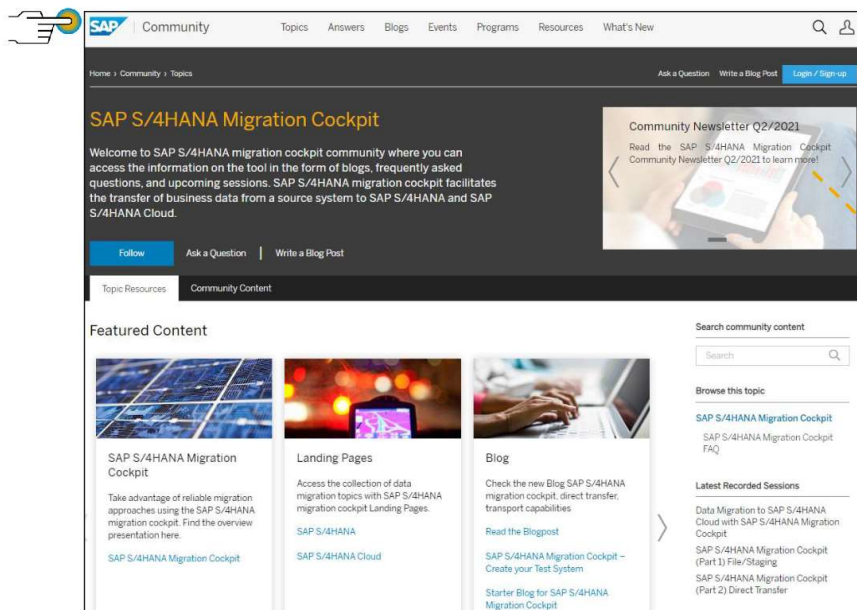 SAP Community Topics Answers Blogs Events Programs Resources What's New
Home › Community › Topics Ask a Question Write a Blog Post Login / Sign-up
SAP S/4HANA Migration Cockpit
Welcome to SAP S/4HANA migration cockpit community where you can
access the information on the tool in the form of blogs, frequently asked
questions, and upcoming sessions. SAP S/4HANA migration cockpit facilitates
the transfer of business data from a source system to SAP S/4HANA and SAP
S/4HANA Cloud.
Community Newsletter Q2/2021
Read the SAP S/4HANA Migration Cockpit
Community Newsletter Q2/2021 to learn more!
Follow Ask a Question Write a Blog Post
Topic Resources Community Content
Featured Content
SAP S/4HANA Migration
Cockpit
Take advantage of reliable migration
approaches using the SAP S/4HANA
migration cockpit. Find the overview
presentation here.
SAP S/4HANA Migration Cockpit
Landing Pages
Access the collection of data
migration topics with SAP S/4HANA
migration cockpit Landing Pages.
SAP S/4HANA
SAP S/4HANA Cloud
Blog
Check the new Blog SAP S/4HANA
migration cockpit, direct transfer,
transport capabilities
Read the Blogpost
SAP S/4HANA Migration Cockpit –
Create your Test System
Starter Blog for SAP S/4HANA
Migration Cockpit
Search community content
Search
Browse this topic
SAP S/4HANA Migration Cockpit
SAP S/4HANA Migration Cockpit
FAQ
Latest Recorded Sessions
Data Migration to SAP S/4HANA
Cloud with SAP S/4HANA Migration
Cockpit
SAP S/4HANA Migration Cockpit
(Part 1) File/Staging
SAP S/4HANA Migration Cockpit
(Part 2) Direct Transfer